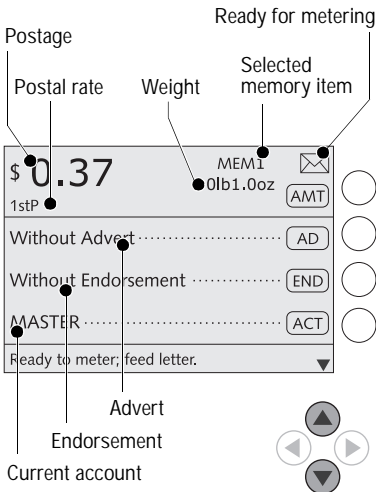 Ready for metering
Postage
Selected
memory item
Postal rate
Weight
$ 0.37
MEM1
0lb1.0oz
1stP
AMT
Without Advert
AD
Without Endorsement
END
MASTER
ACT
Ready to meter; feed letter.
Advert
Endorsement
Current account